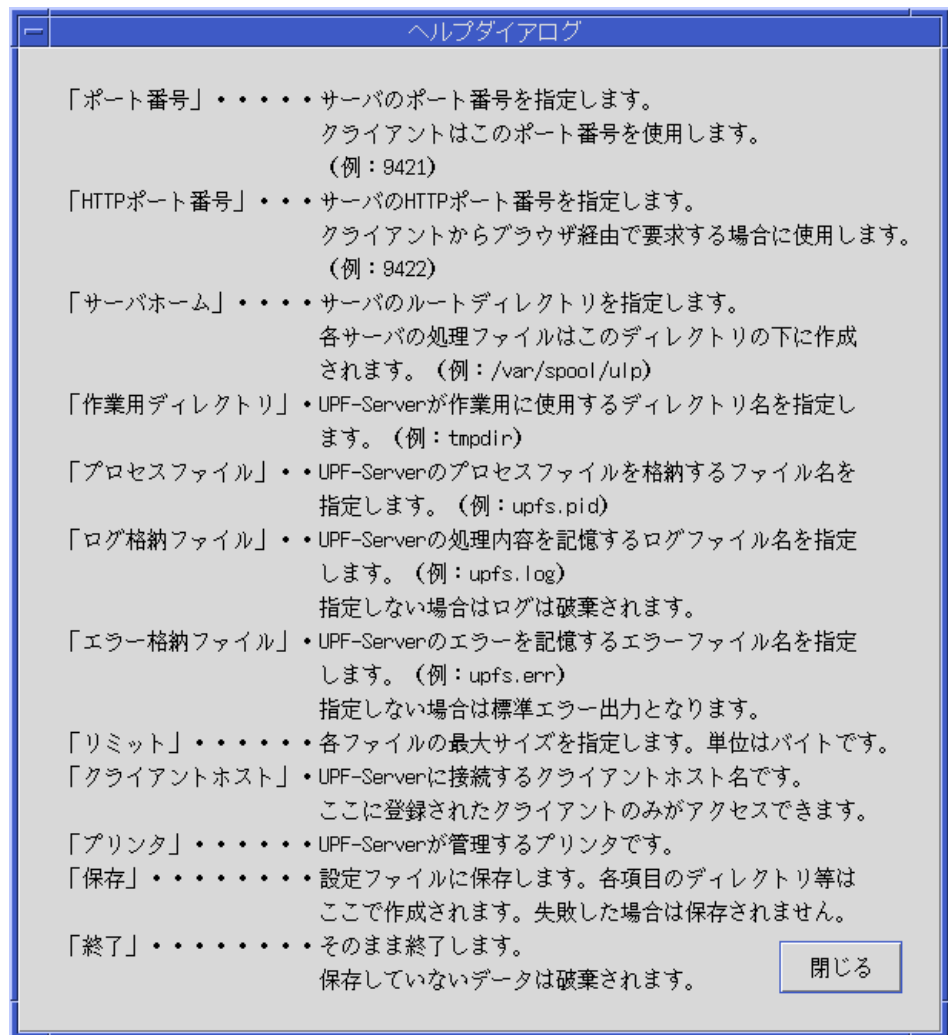 ヘルプダイアログ
「ポート番号」・・・・・サーバのポート番号を指定します。
クライアントはこのポート番号を使用します。
（例：9421）
「HTTPポート番号」・・・サーバのHTTPポート番号を指定します。
クライアントからブラウザ経由で要求する場合に使用します。
（例：9422）
「サーバホーム」・・・・サーバのルートディレクトリを指定します。
各サーバの処理ファイルはこのディレクトリの下に作成
されます。（例：/var/spool/ulp）
「作業用ディレクトリ」・UPF-Serverが作業用に使用するディレクトリ名を指定し
ます。（例：tmpdir）
「プロセスファイル」・・UPF-Serverのプロセスファイルを格納するファイル名を
指定します。（例：upfs.pid）
「ログ格納ファイル」・・UPF-Serverの処理内容を記憶するログファイル名を指定
します。（例：upfs.log）
指定しない場合はログは破棄されます。
「エラー格納ファイル」・UPF-Serverのエラーを記憶するエラーファイル名を指定
します。（例：upfs.err）
指定しない場合は標準エラー出力となります。
「リミット」・・・・・・各ファイルの最大サイズを指定します。単位はバイトです。
「クライアントホスト」・UPF-Serverに接続するクライアントホスト名です。
ここに登録されたクライアントのみがアクセスできます。
「プリンタ」・・・・・・UPF-Serverが管理するプリンタです。
「保存」・・・・・・・・設定ファイルに保存します。各項目のディレクトリ等は
ここで作成されます。失敗した場合は保存されません。
「終了」・・・・・・・・そのまま終了します。
保存していないデータは破棄されます。
閉じる